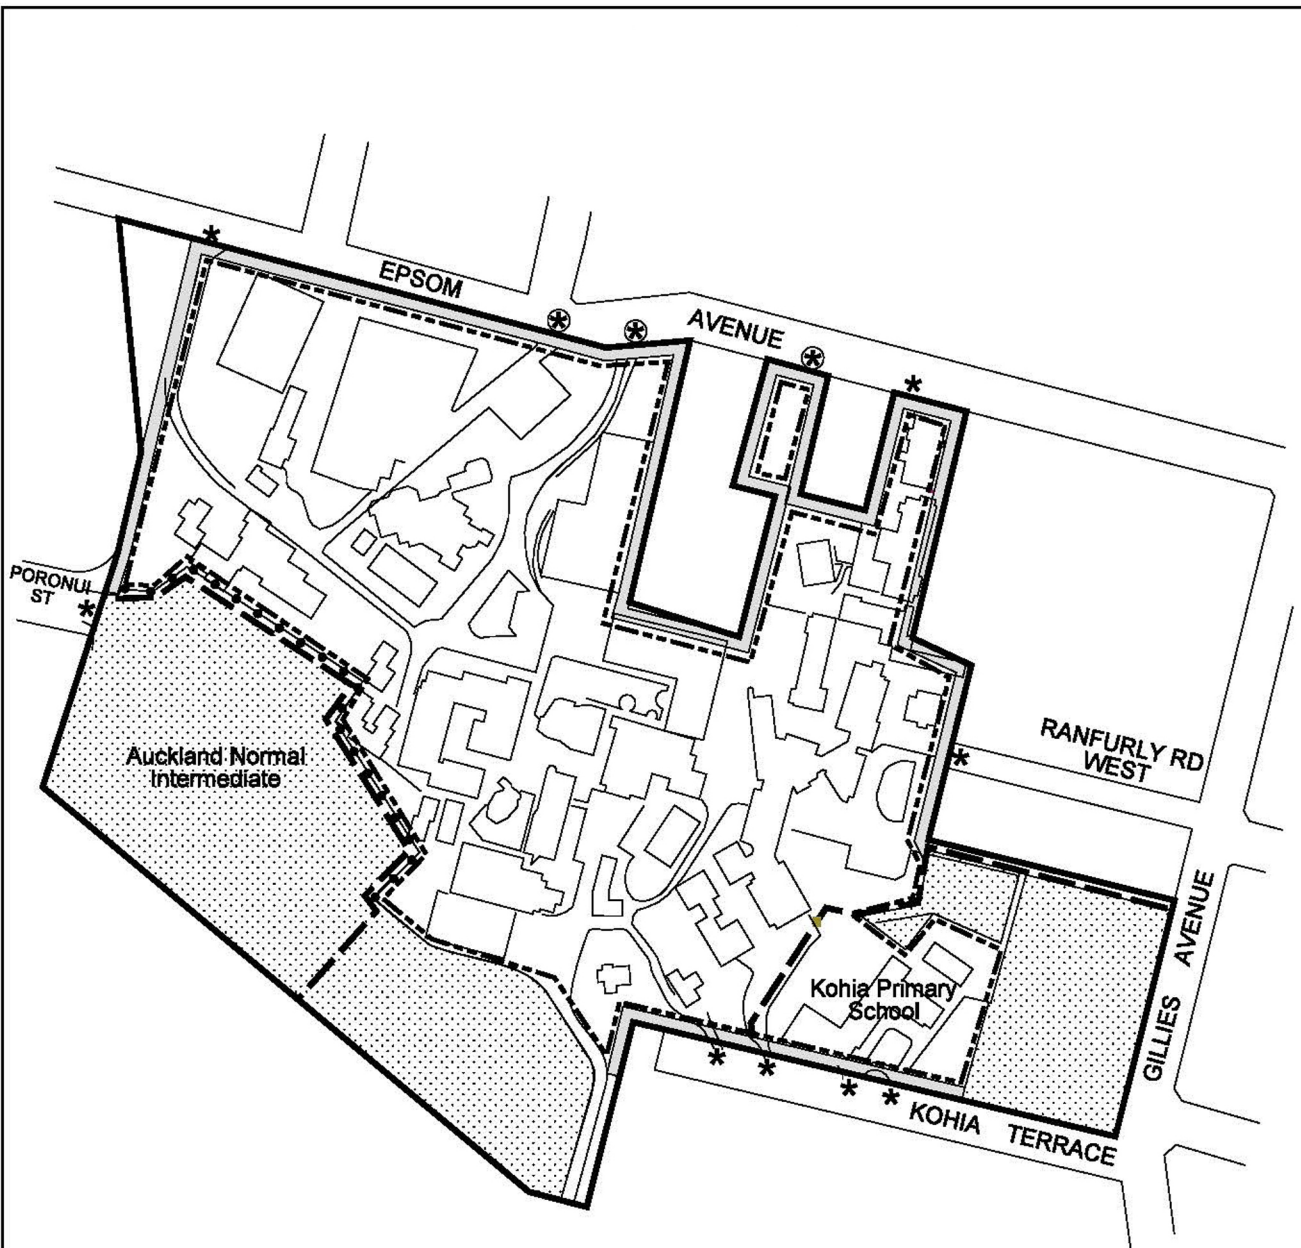 EPSOM
AVENUE
PORONUI
ST
RANFURLY RD
WEST
Auckland Normal
Intermediate
GILLIES AVENUE
Kohia Primary
School
KOHIA TERRACE